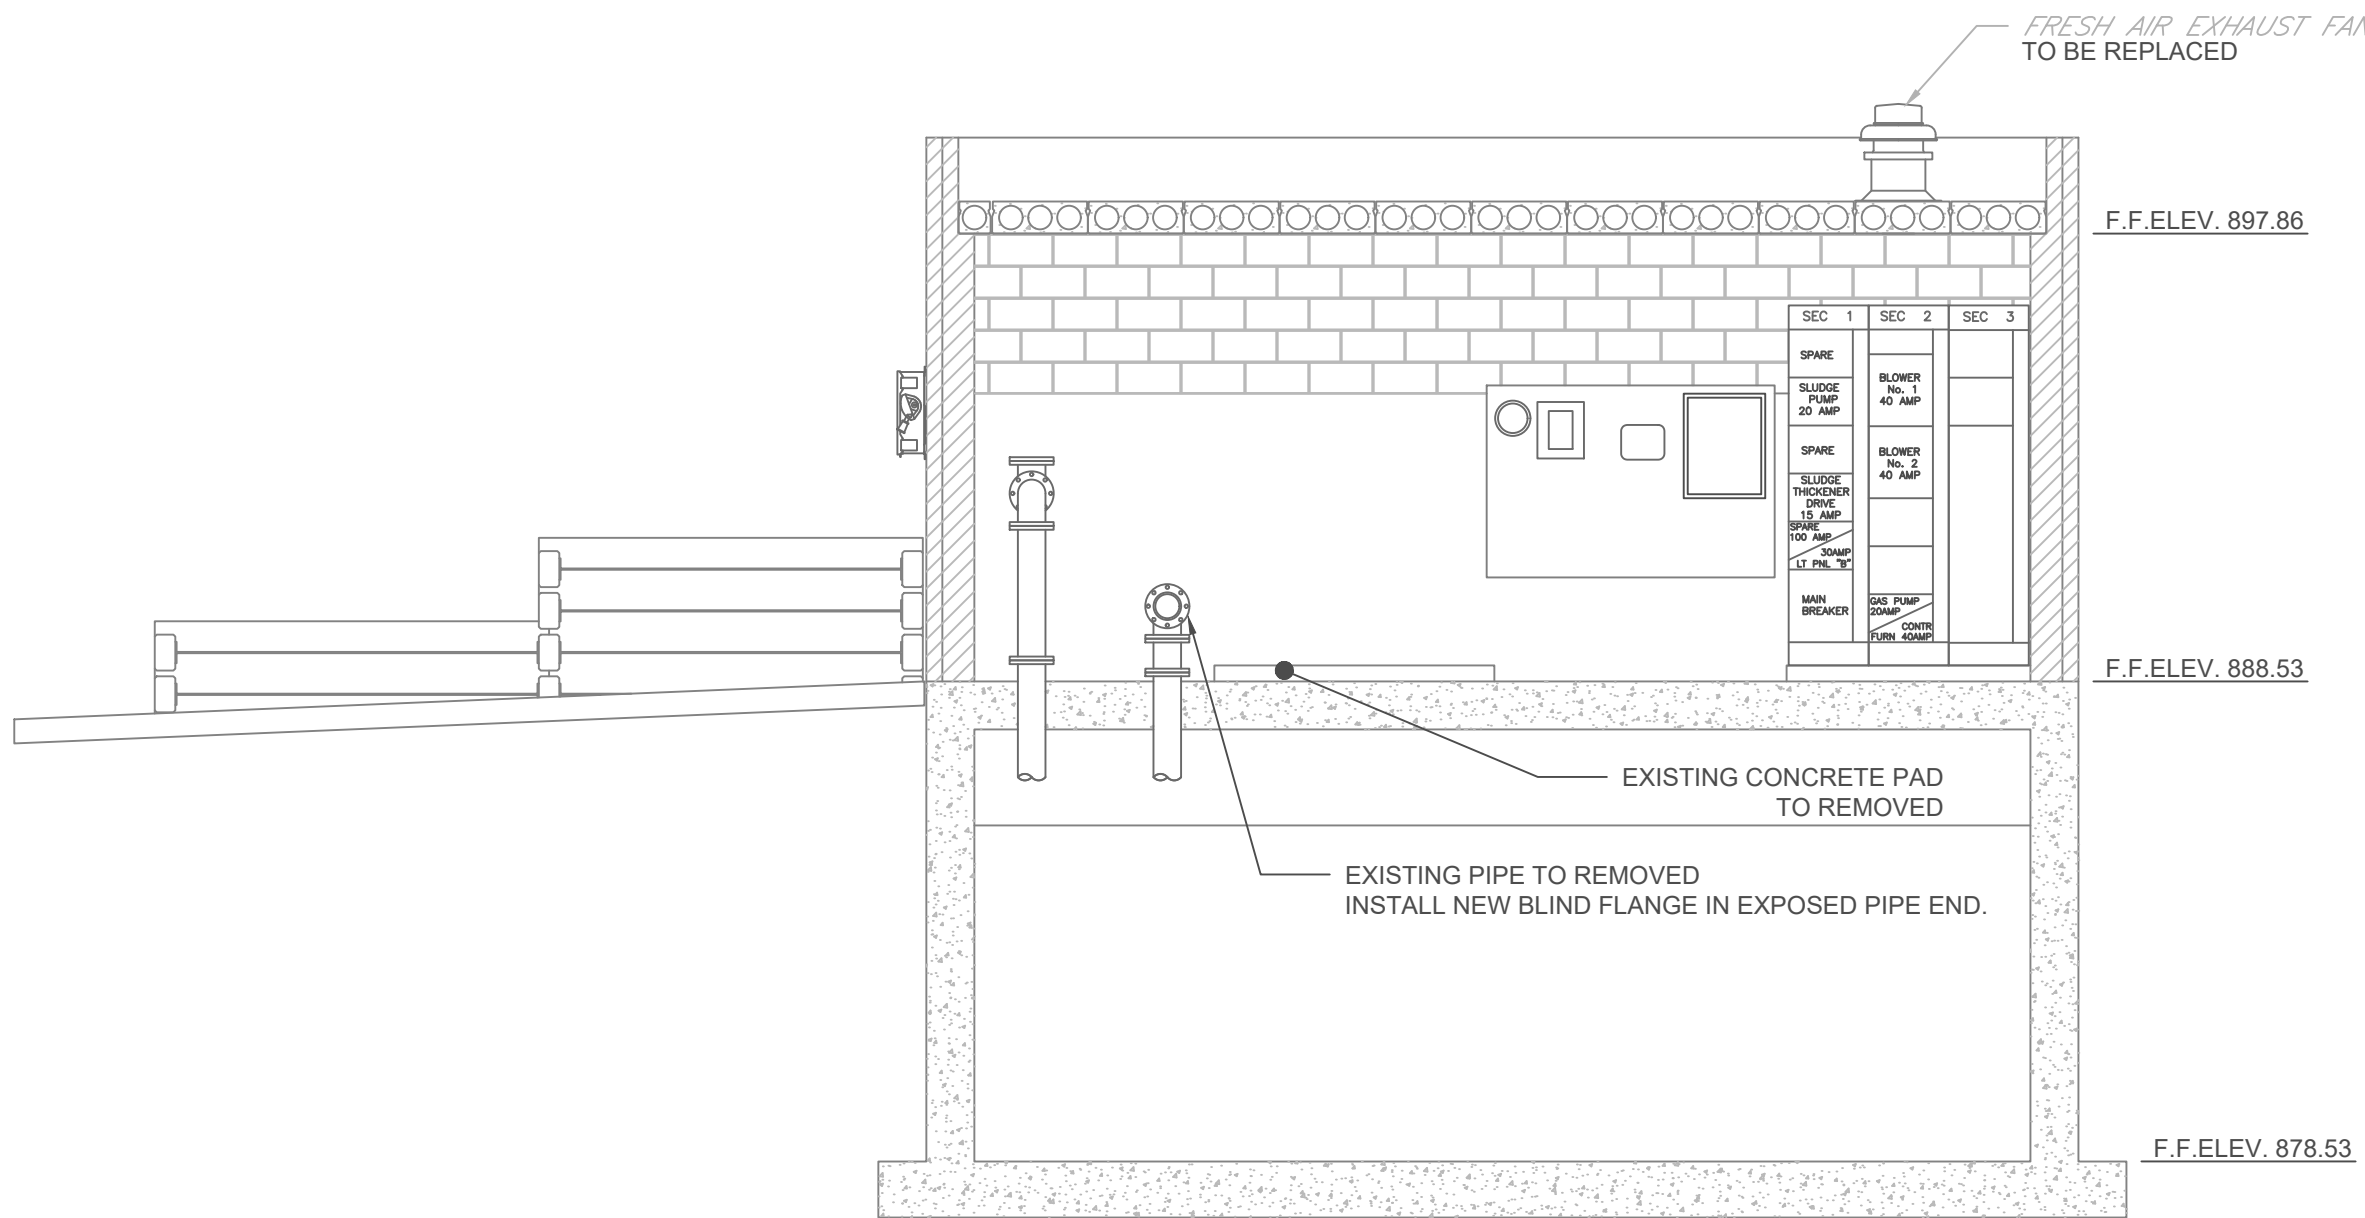 FRESH AIR EXHAUST FAN
TO BE REPLACED
F.F.ELEV. 897.86
SEC 1
SEC 2
SEC 3
SPARE
SLUDGE
PUMP
20 AMP
SPARE
SLUDGE
THICKENER
DRIVE
15 AMP
SPARE
100 AMP
30AMP
LT PNL "B"
MAIN
BREAKER
BLOWER
No. 1
40 AMP
BLOWER
No. 2
40 AMP
GAS PUMP
20AMP
CONTR
FURN 40AMP
F.F.ELEV. 888.53
EXISTING CONCRETE PAD
TO REMOVED
EXISTING PIPE TO REMOVED
INSTALL NEW BLIND FLANGE IN EXPOSED PIPE END.
F.F.ELEV. 878.53